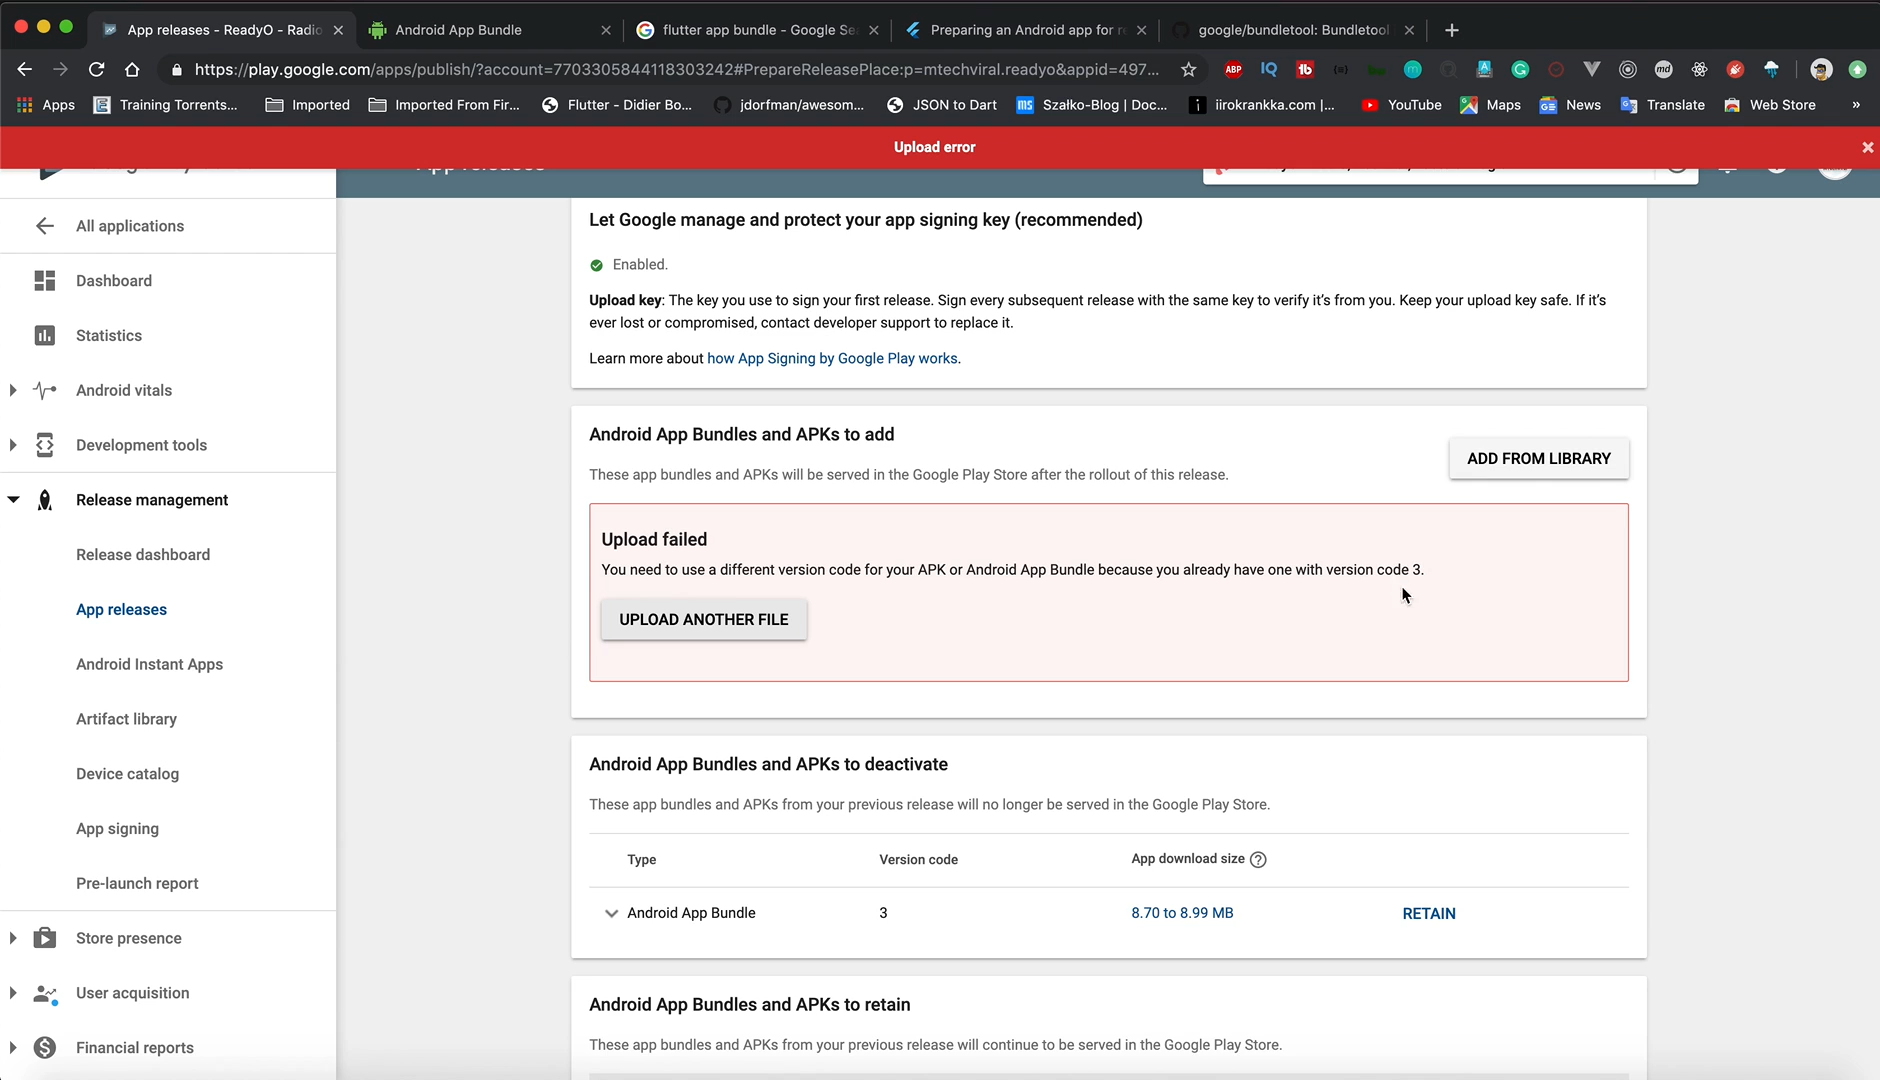 App releases - ReadyO - Radio
Android App Bundle
flutter app bundle - Google Se
Preparing an Android app for re
google/bundletool: Bundletool
https://play.google.com/apps/publish/?account=7703305844118303242#PrepareReleasePlace:p=mtechviral.readyo&appid=497...
ABP
IQ
md
Apps
Training Torrents...
Imported
Imported From Fir...
Flutter - Didier Bo...
jdorfman/awesom...
JSON to Dart
ms
Szałko-Blog | Doc...
iirokrankka.com |...
YouTube
Maps
News
Translate
Web Store
»
Upload error
App releases
All applications
Dashboard
Statistics
Android vitals
Development tools
Release management
Release dashboard
App releases
Android Instant Apps
Artifact library
Device catalog
App signing
Pre-launch report
Store presence
User acquisition
Financial reports
Let Google manage and protect your app signing key (recommended)
Enabled.
Upload key: The key you use to sign your first release. Sign every subsequent release with the same key to verify it's from you. Keep your upload key safe. If it's
ever lost or compromised, contact developer support to replace it.
Learn more about how App Signing by Google Play works.
Android App Bundles and APKs to add
ADD FROM LIBRARY
These app bundles and APKs will be served in the Google Play Store after the rollout of this release.
Upload failed
You need to use a different version code for your APK or Android App Bundle because you already have one with version code 3.
UPLOAD ANOTHER FILE
Android App Bundles and APKs to deactivate
These app bundles and APKs from your previous release will no longer be served in the Google Play Store.
Type
Version code
App download size
Android App Bundle
3
8.70 to 8.99 MB
RETAIN
Android App Bundles and APKs to retain
These app bundles and APKs from your previous release will continue to be served in the Google Play Store.